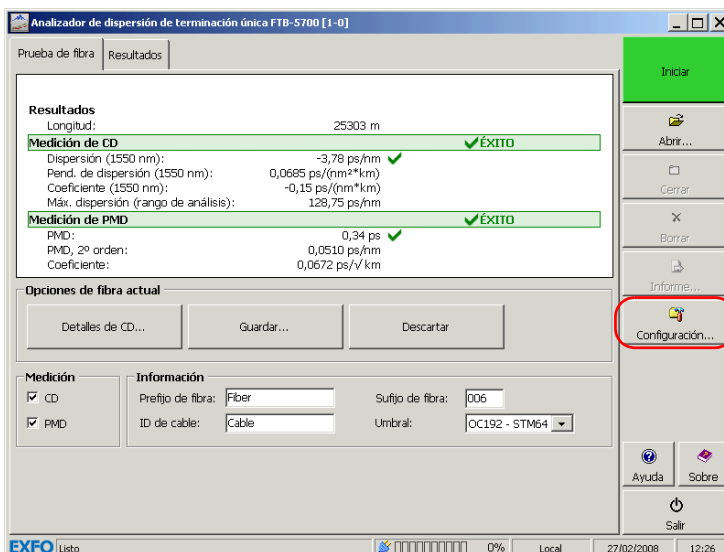 Analizador de dispersión de terminación única FTB-5700 [1-0]
Prueba de fibra
Resultados
Resultados
Longitud: 25303 m
Medición de CD ÉXITO
Dispersión (1550 nm): -3,78 ps/nm
Pend. de dispersión (1550 nm): 0,0685 ps/(nm²*km)
Coeficiente (1550 nm): -0,15 ps/(nm*km)
Máx. dispersión (rango de análisis): 128,75 ps/nm
Medición de PMD ÉXITO
PMD: 0,34 ps
PMD, 2º orden: 0,0510 ps/nm
Coeficiente: 0,0672 ps/√km
Opciones de fibra actual
Detalles de CD... Guardar... Descartar
Medición
CD
PMD
Información
Prefijo de fibra: Fiber Sufijo de fibra: 006
ID de cable: Cable Umbral: OC192 - STM64
Iniciar
Abrir...
Cerrar
Borrar
Informe...
Configuración...
Ayuda Sobre
Salir
EXFO Listo 0% Local 27/02/2008 12:26